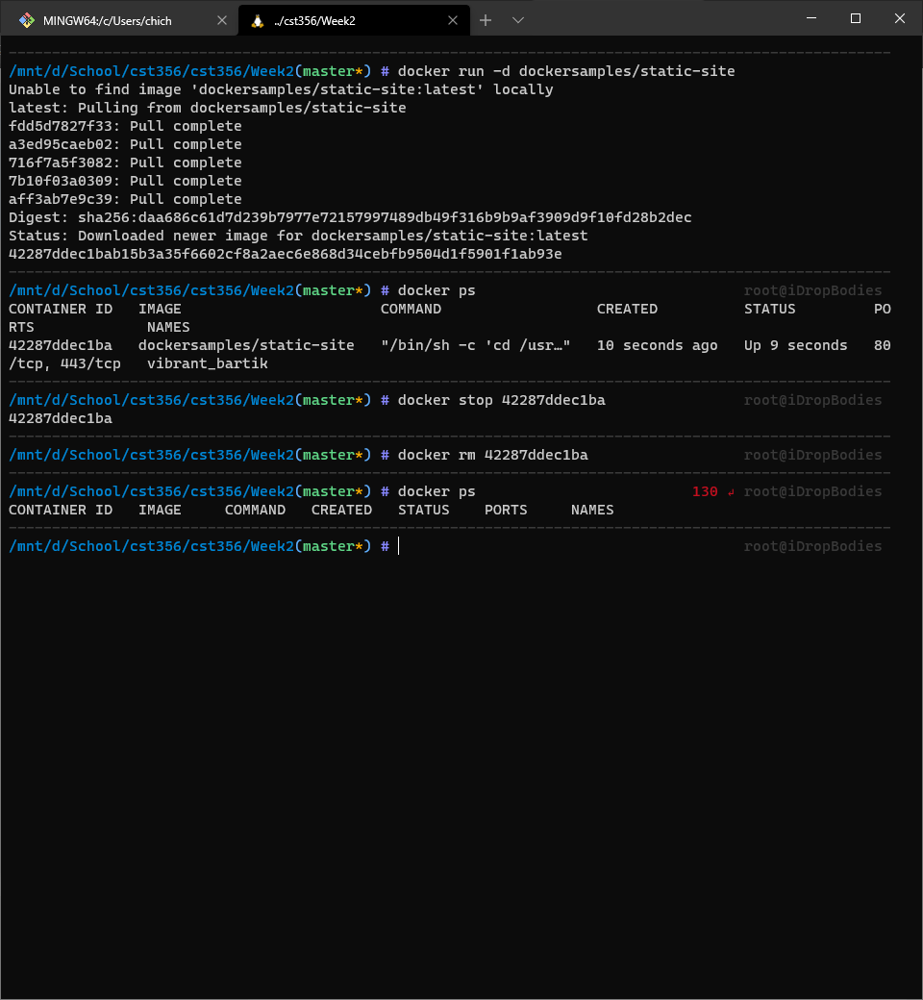 MINGW64:/c/Users/chich
../cst356/Week2
/mnt/d/School/cst356/cst356/Week2(master*) # docker run -d dockersamples/static-site
Unable to find image 'dockersamples/static-site:latest' locally
latest: Pulling from dockersamples/static-site
fdd5d7827f33: Pull complete
a3ed95caeb02: Pull complete
716f7a5f3082: Pull complete
7b10f03a0309: Pull complete
aff3ab7e9c39: Pull complete
Digest: sha256:daa686c61d7d239b7977e72157997489db49f316b9b9af3909d9f10fd28b2dec
Status: Downloaded newer image for dockersamples/static-site:latest
42287ddec1bab15b3a35f6602cf8a2aec6e868d34cebfb9504d1f5901f1ab93e
/mnt/d/School/cst356/cst356/Week2(master*) # docker ps root@iDropBodies
CONTAINER ID IMAGE COMMAND CREATED STATUS PO
RTS NAMES
42287ddec1ba dockersamples/static-site "/bin/sh -c 'cd /usr…" 10 seconds ago Up 9 seconds 80
/tcp, 443/tcp vibrant_bartik
/mnt/d/School/cst356/cst356/Week2(master*) # docker stop 42287ddec1ba root@iDropBodies
42287ddec1ba
/mnt/d/School/cst356/cst356/Week2(master*) # docker rm 42287ddec1ba root@iDropBodies
/mnt/d/School/cst356/cst356/Week2(master*) # docker ps 130 ↲ root@iDropBodies
CONTAINER ID IMAGE COMMAND CREATED STATUS PORTS NAMES
/mnt/d/School/cst356/cst356/Week2(master*) # root@iDropBodies